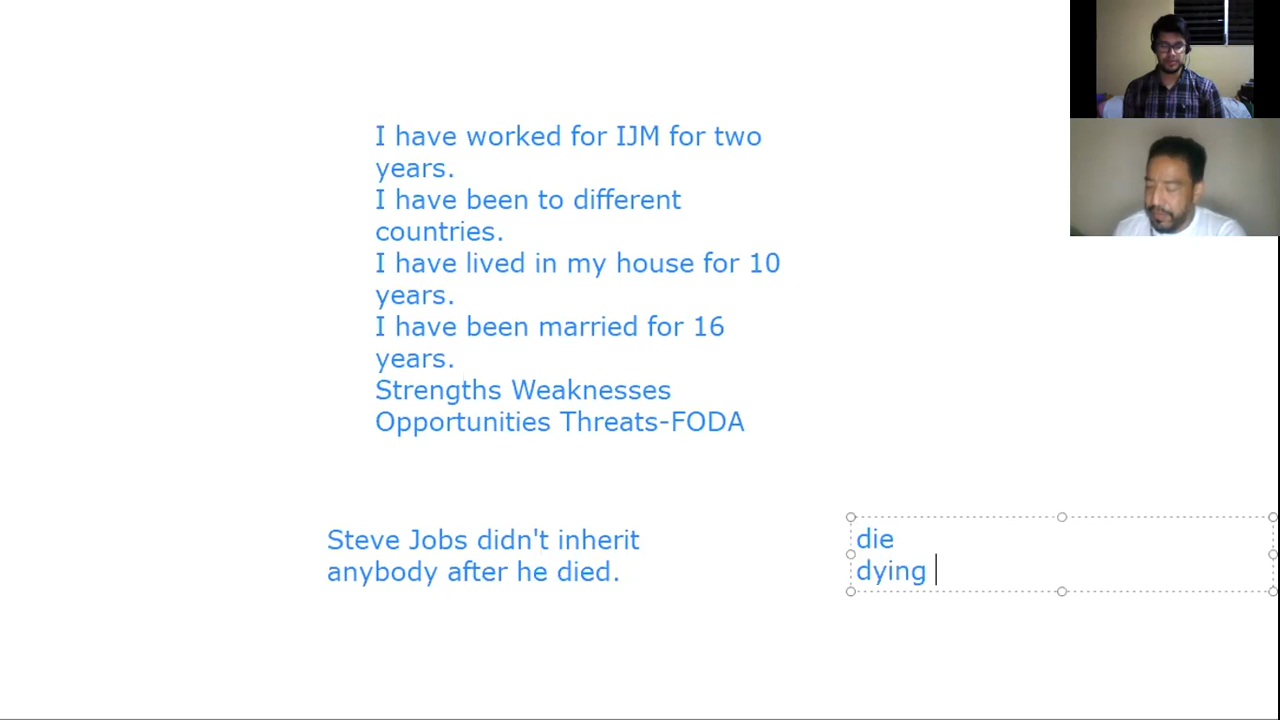 I have worked for IJM for two
years.
I have been to different
countries.
I have lived in my house for 10
years.
I have been married for 16
years.
Strengths Weaknesses
Opportunities Threats-FODA
Steve Jobs didn't inherit
anybody after he died.
die
dying